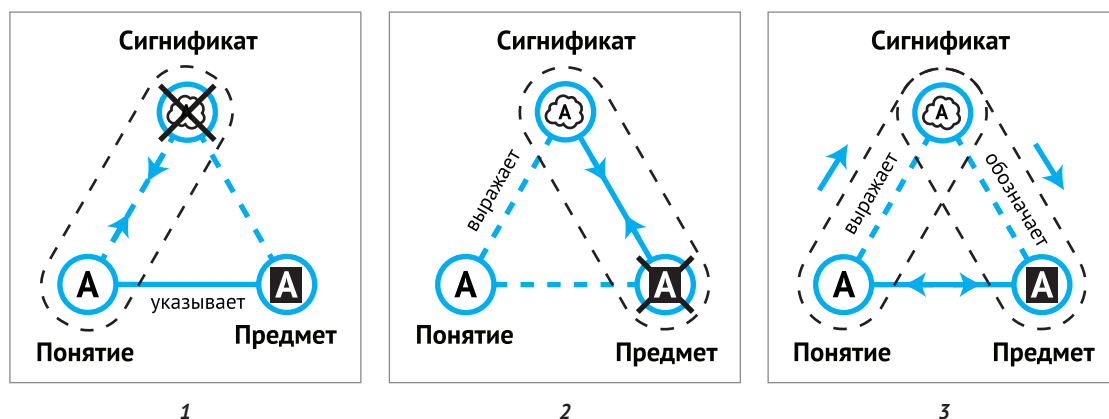 Сигнификат
А
А
А
указывает
Понятие
Предмет
1
Сигнификат
А
выражает
А
А
Понятие
Предмет
2
Сигнификат
А
выражает
обозначает
А
А
Понятие
Предмет
3